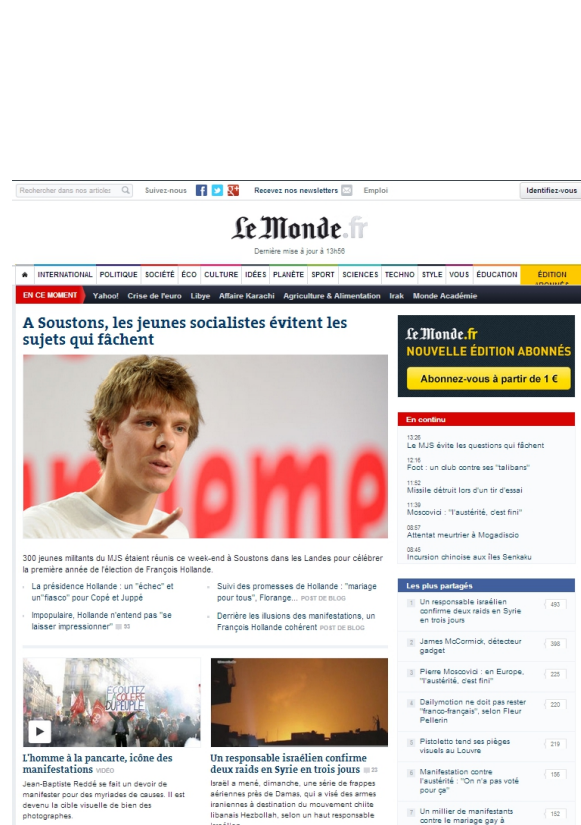 Rechercher dans nos articles
Suivez-nous
Recevez nos newsletters
Emploi
Identifiez-vous
Le Monde.fr
Dernière mise à jour à 13h56
INTERNATIONAL POLITIQUE SOCIÉTÉ ÉCO CULTURE IDÉES PLANÈTE SPORT SCIENCES TECHNO STYLE VOUS ÉDUCATION ÉDITION
ABONNÉS
EN CE MOMENT Yahoo! Crise de l'euro Libye Affaire Karachi Agriculture & Alimentation Irak Monde Académie
A Soustons, les jeunes socialistes évitent les
sujets qui fâchent
300 jeunes militants du MJS étaient réunis ce week-end à Soustons dans les Landes pour célébrer
la première année de l'élection de François Hollande.
La présidence Hollande : un "échec" et
un"fiasco" pour Copé et Juppé
Impopulaire, Hollande n'entend pas "se
laisser impressionner"
Suivi des promesses de Hollande : "mariage
pour tous", Florange... POST DE BLOG
Derrière les illusions des manifestations, un
François Hollande cohérent POST DE BLOG
ECOUTEZ
LA COLERE
DU PEUPLE
L'homme à la pancarte, icône des
manifestations VIDÉO
Jean-Baptiste Reddé se fait un devoir de
manifester pour des myriades de causes. Il est
devenu la cible visuelle de bien des
photographes.
Un responsable israélien confirme
deux raids en Syrie en trois jours 23
Israël a mené, dimanche, une série de frappes
aériennes près de Damas, qui a visé des armes
iraniennes à destination du mouvement chiite
libanais Hezbollah, selon un haut responsable
israélien.
Le Monde.fr
NOUVELLE ÉDITION ABONNÉS
Abonnez-vous à partir de 1 €
En continu
13:26
Le MJS évite les questions qui fâchent
12:16
Foot : un club contre ses "talibans"
11:52
Missile détruit lors d'un tir d'essai
11:39
Moscovici : "l'austérité, c'est fini"
08:57
Attentat meurtrier à Mogadiscio
08:45
Incursion chinoise aux îles Senkaku
Les plus partagés
1 Un responsable israélien
confirme deux raids en Syrie
en trois jours
493
2 James McCormick, détecteur
gadget
398
3 Pierre Moscovici : en Europe,
"l'austérité, c'est fini"
225
4 Dailymotion ne doit pas rester
"franco-français", selon Fleur
Pellerin
220
5 Pistoletto tend ses pièges
visuels au Louvre
219
6 Manifestation contre
l'austérité : "On n'a pas voté
pour ça"
156
7 Un millier de manifestants
contre le mariage gay à
152